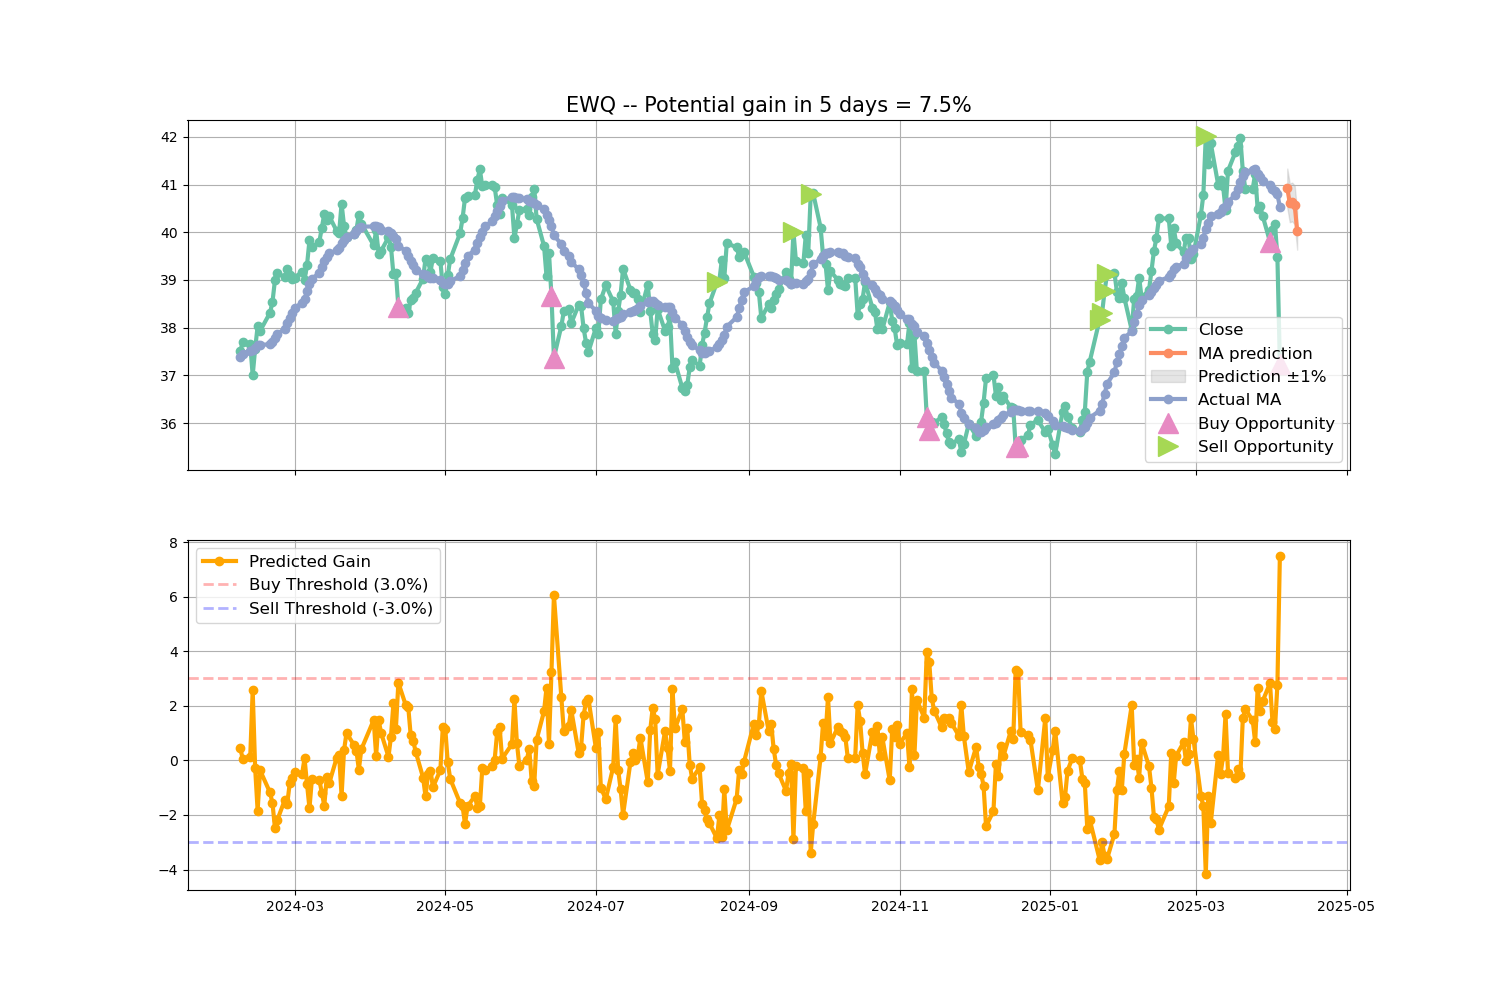 EWQ -- Potential gain in 5 days = 7.5%
42
41
40
39
38
37
36
Close
MA prediction
Prediction ±1%
Actual MA
Buy Opportunity
Sell Opportunity
8
6
4
2
0
−2
−4
Predicted Gain
Buy Threshold (3.0%)
Sell Threshold (-3.0%)
2024-03 2024-05 2024-07 2024-09 2024-11 2025-01 2025-03 2025-05